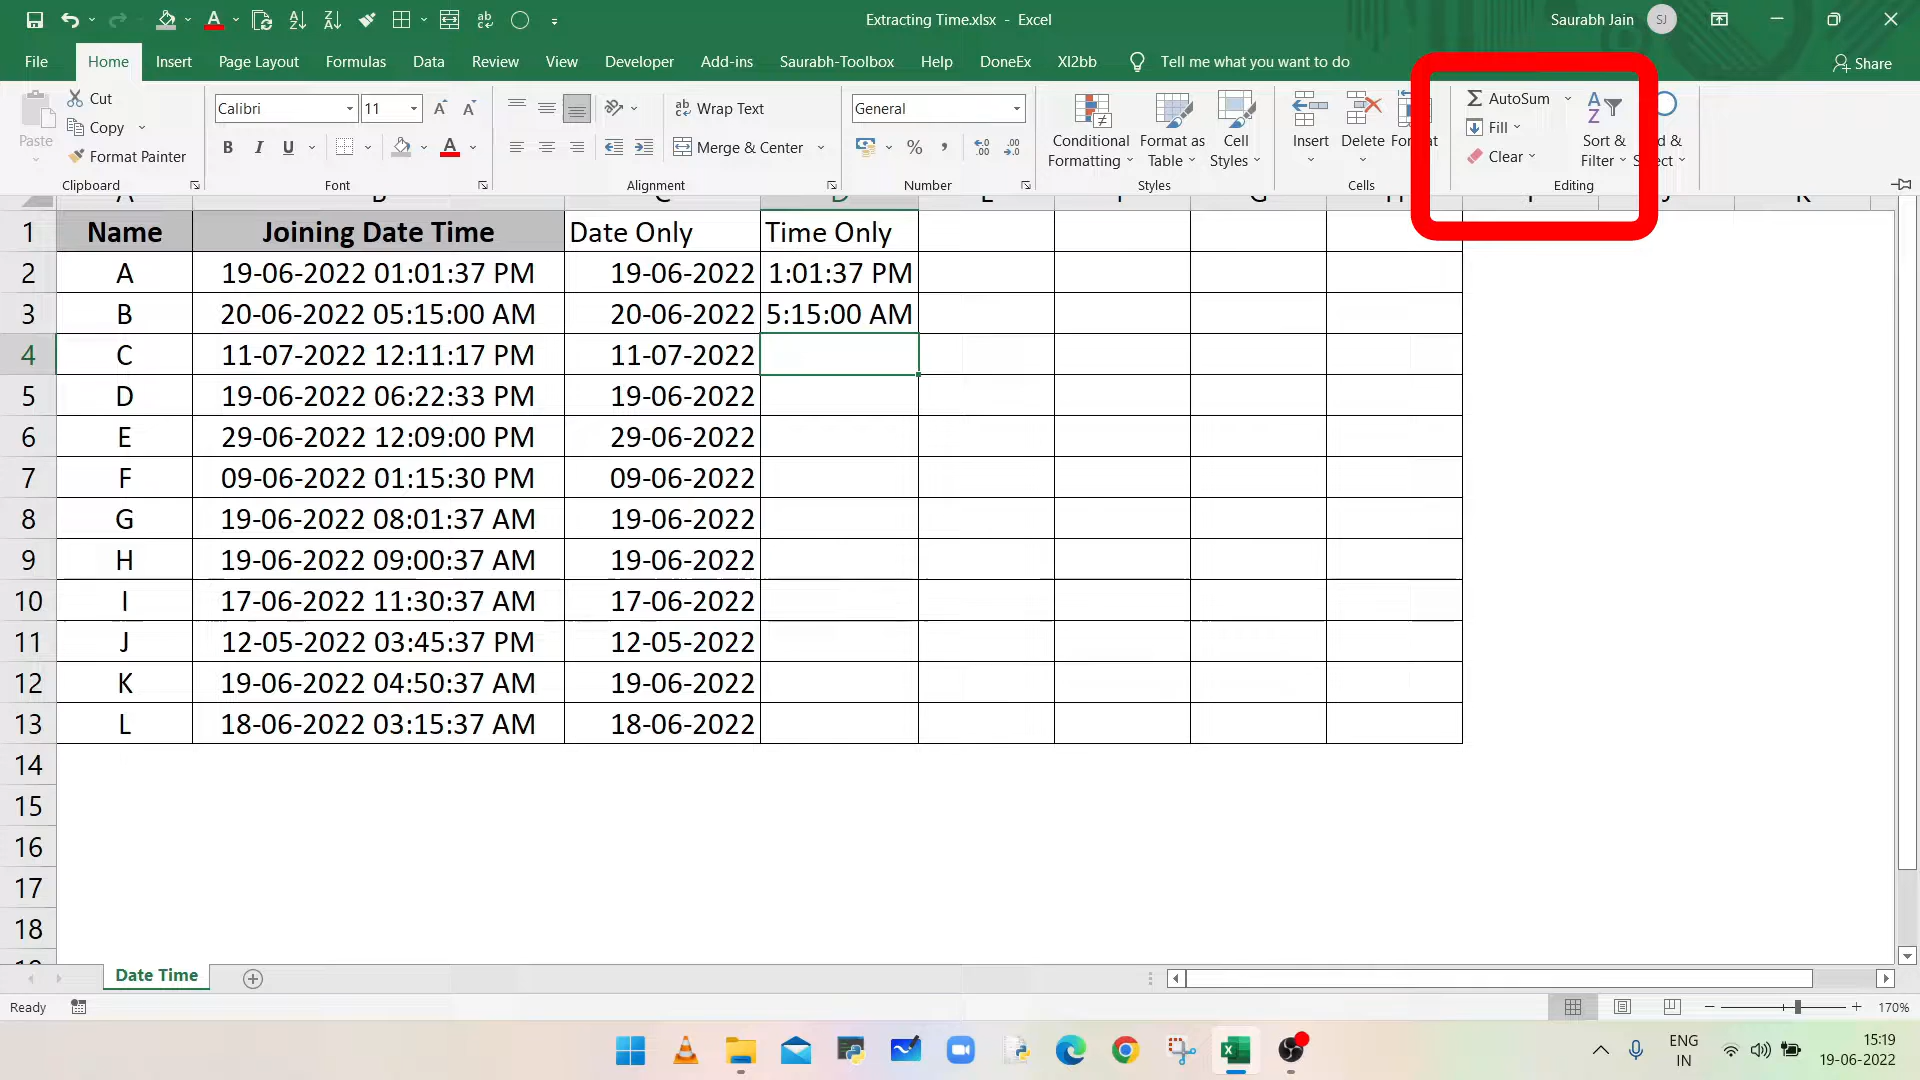 Extracting Time.xlsx - Excel
Saurabh Jain SJ
File Home Insert Page Layout Formulas Data Review View Developer Add-ins Saurabh-Toolbox Help DoneEx Xl2bb Tell me what you want to do Share
Paste
Cut
Copy
Format Painter
Clipboard
Calibri 11
B I U
Font
Wrap Text
Merge & Center
Alignment
General
%
Number
Conditional
Formatting
Format as
Table
Cell
Styles
Styles
Insert Delete Format
Cells
AutoSum
Fill
Clear
Sort &
Filter
Editing
1 Name Joining Date Time Date Only Time Only
2 A 19-06-2022 01:01:37 PM 19-06-2022 1:01:37 PM
3 B 20-06-2022 05:15:00 AM 20-06-2022 5:15:00 AM
4 C 11-07-2022 12:11:17 PM 11-07-2022
5 D 19-06-2022 06:22:33 PM 19-06-2022
6 E 29-06-2022 12:09:00 PM 29-06-2022
7 F 09-06-2022 01:15:30 PM 09-06-2022
8 G 19-06-2022 08:01:37 AM 19-06-2022
9 H 19-06-2022 09:00:37 AM 19-06-2022
10 I 17-06-2022 11:30:37 AM 17-06-2022
11 J 12-05-2022 03:45:37 PM 12-05-2022
12 K 19-06-2022 04:50:37 AM 19-06-2022
13 L 18-06-2022 03:15:37 AM 18-06-2022
14
15
16
17
18
Date Time
Ready
170%
ENG
IN
15:19
19-06-2022